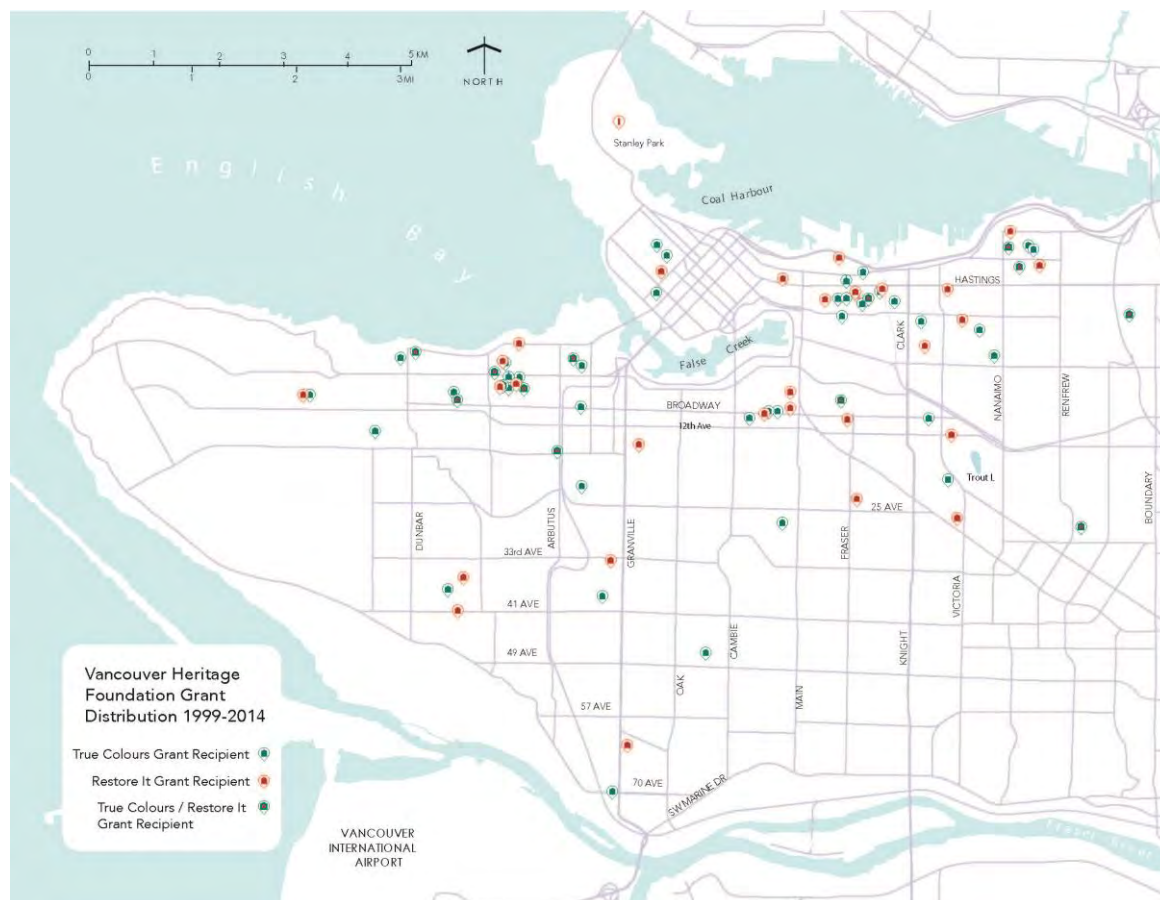 0 1 2 3 4 5 KM
0 1 2 3MI
NORTH
English Bay
Stanley Park
Coal Harbour
HASTINGS
CLARK
False Creek
NANAIMO
RENFREW
BROADWAY
12th Ave
Trout L
BOUNDARY
25 AVE
DUNBAR
ARBUTUS
GRANVILLE
FRASER
33rd AVE
VICTORIA
41 AVE
CAMBIE
KNIGHT
49 AVE
OAK
MAIN
57 AVE
70 AVE
SW MARINE DR
Vancouver Heritage
Foundation Grant
Distribution 1999-2014
True Colours Grant Recipient
Restore It Grant Recipient
True Colours / Restore It
Grant Recipient
VANCOUVER
INTERNATIONAL
AIRPORT
Fraser River